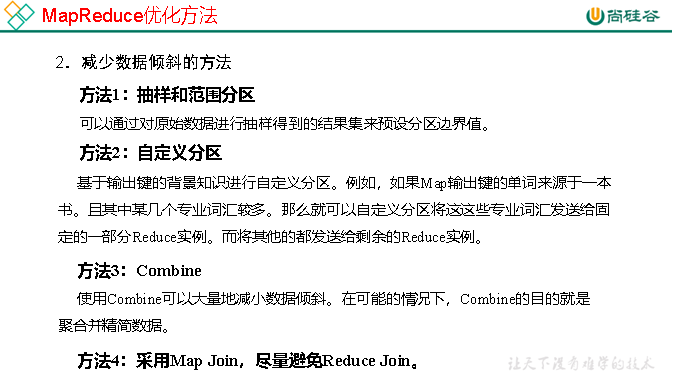 MapReduce优化方法
尚硅谷
2．减少数据倾斜的方法
方法1：抽样和范围分区
可以通过对原始数据进行抽样得到的结果集来预设分区边界值。
方法2：自定义分区
基于输出键的背景知识进行自定义分区。例如，如果Map输出键的单词来源于一本
书。且其中某几个专业词汇较多。那么就可以自定义分区将这这些专业词汇发送给固
定的一部分Reduce实例。而将其他的都发送给剩余的Reduce实例。
方法3：Combine
使用Combine可以大量地减小数据倾斜。在可能的情况下，Combine的目的就是
聚合并精简数据。
方法4：采用Map Join，尽量避免Reduce Join。
让天下没有难学的技术